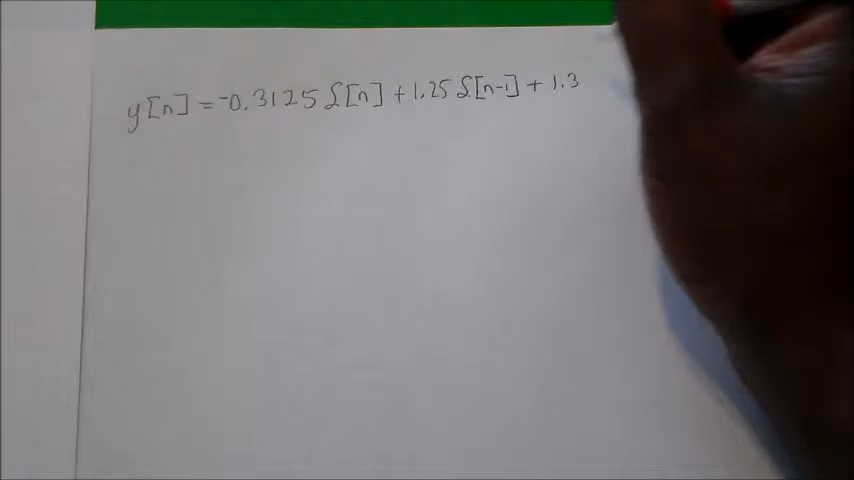 y[n] = -0.3125 δ[n] + 1.25 δ[n-1] + 1.3